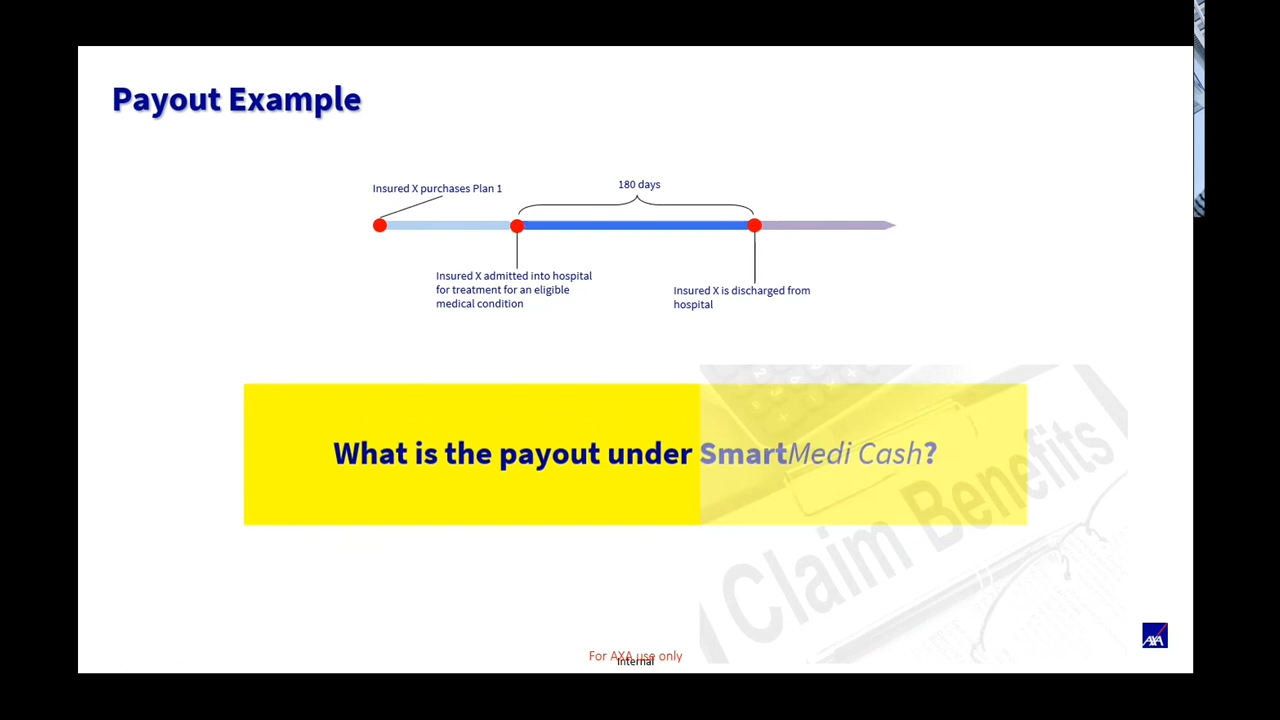 Payout Example
Insured X purchases Plan 1
180 days
Insured X admitted into hospital
for treatment for an eligible
medical condition
Insured X is discharged from
hospital
What is the payout under SmartMedi Cash?
Claim Benefits
For AXA use only
Internal
AXA